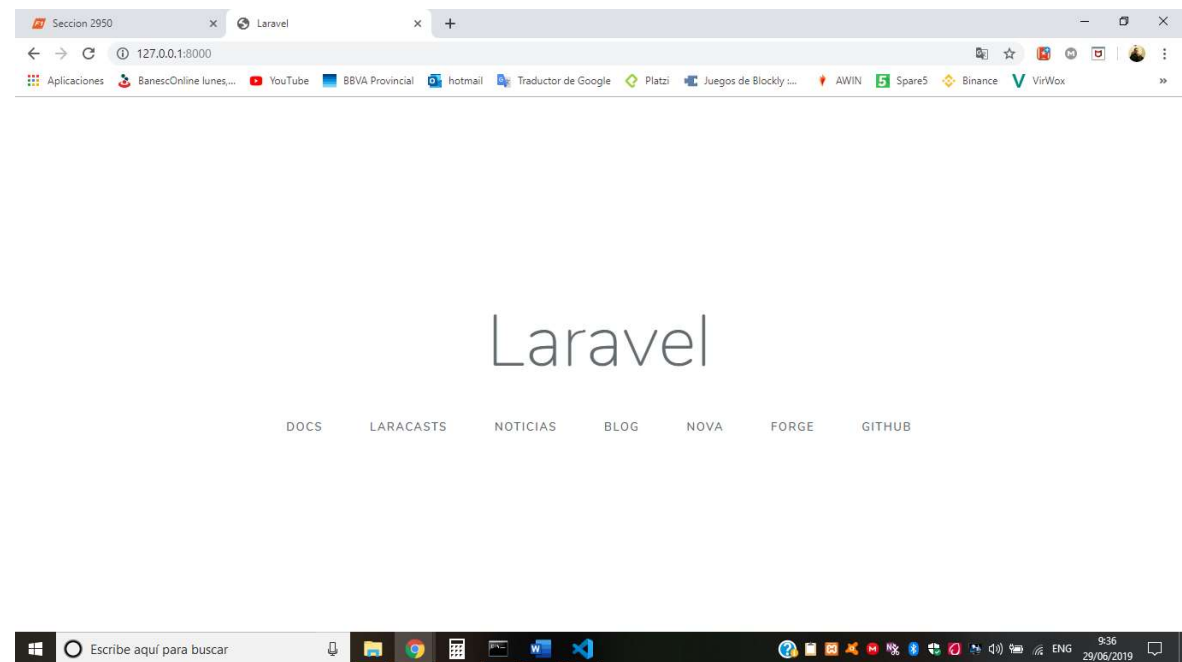 Seccion 2950
Laravel
127.0.0.1:8000
Aplicaciones BanescOnline lunes,... YouTube BBVA Provincial hotmail Traductor de Google Platzi Juegos de Blockly :... AWIN Spare5 Binance VirWox »
Laravel
DOCS LARACASTS NOTICIAS BLOG NOVA FORGE GITHUB
Escribe aquí para buscar
ENG
9:36
29/06/2019